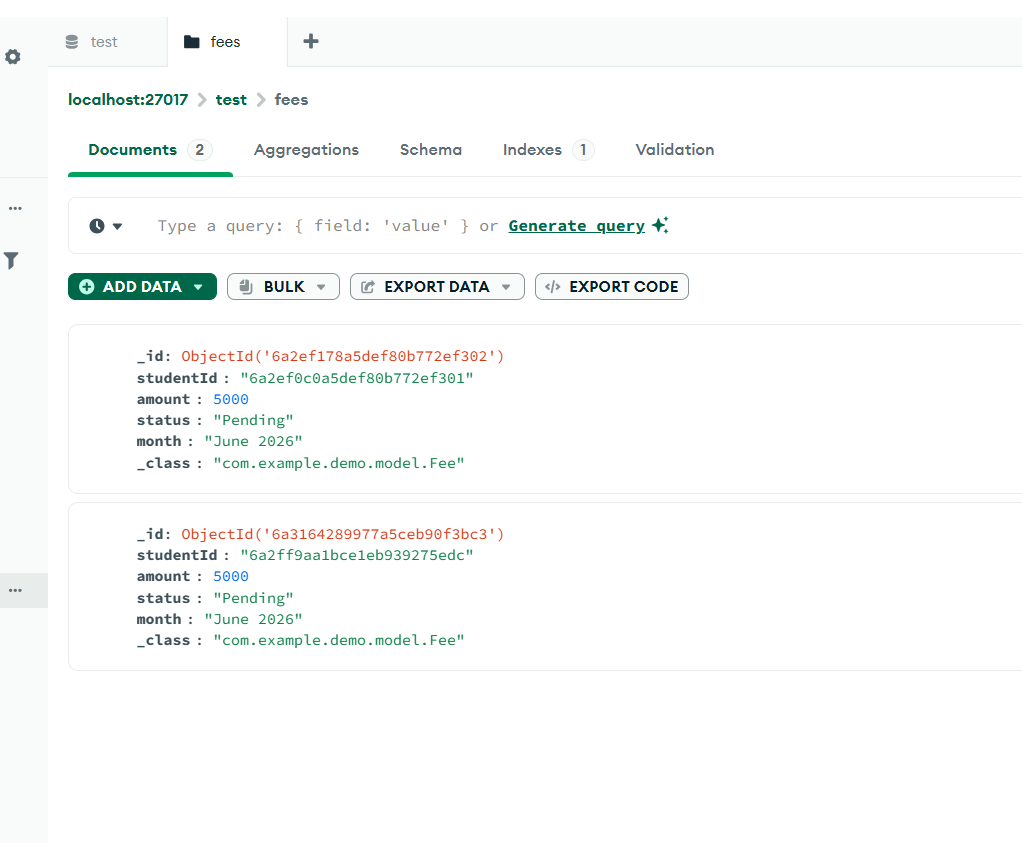 test
fees
localhost:27017 > test > fees
Documents 2 Aggregations Schema Indexes 1 Validation
Type a query: { field: 'value' } or Generate query
ADD DATA BULK EXPORT DATA </> EXPORT CODE
_id: ObjectId('6a2ef178a5def80b772ef302')
studentId : "6a2ef0c0a5def80b772ef301"
amount : 5000
status : "Pending"
month : "June 2026"
_class : "com.example.demo.model.Fee"
_id: ObjectId('6a3164289977a5ceb90f3bc3')
studentId : "6a2ff9aa1bce1eb939275edc"
amount : 5000
status : "Pending"
month : "June 2026"
_class : "com.example.demo.model.Fee"